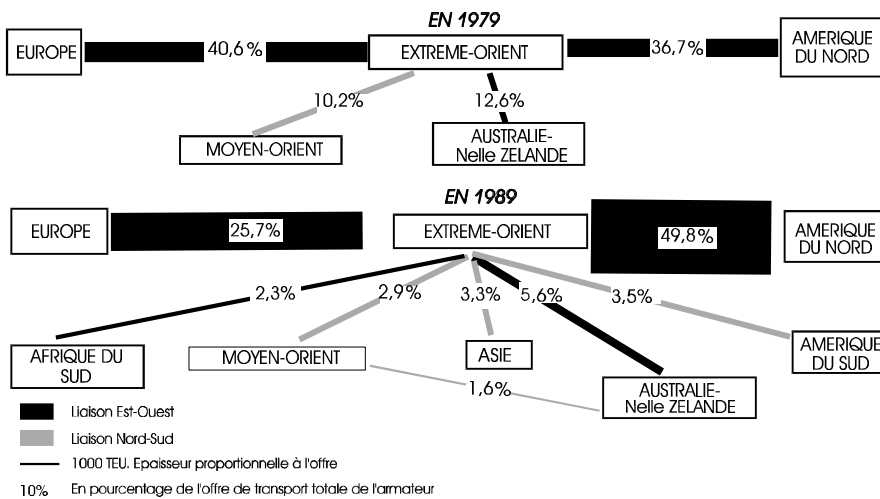 EN 1979
EUROPE
40,6%
EXTREME-ORIENT
36,7%
AMERIQUE
DU NORD
10,2%
12,6%
MOYEN-ORIENT
AUSTRALIE-
Nelle ZELANDE
EN 1989
EUROPE
25,7%
EXTREME-ORIENT
49,8%
AMERIQUE
DU NORD
2,3%
2,9%
3,3%
5,6%
3,5%
AFRIQUE DU
SUD
MOYEN-ORIENT
ASIE
AMERIQUE
DU SUD
1,6%
AUSTRALIE-
Nelle ZELANDE
Liaison Est-Ouest
Liaison Nord-Sud
1000 TEU. Epaisseur proportionnelle à l'offre
10% En pourcentage de l'offre de transport totale de l'armateur